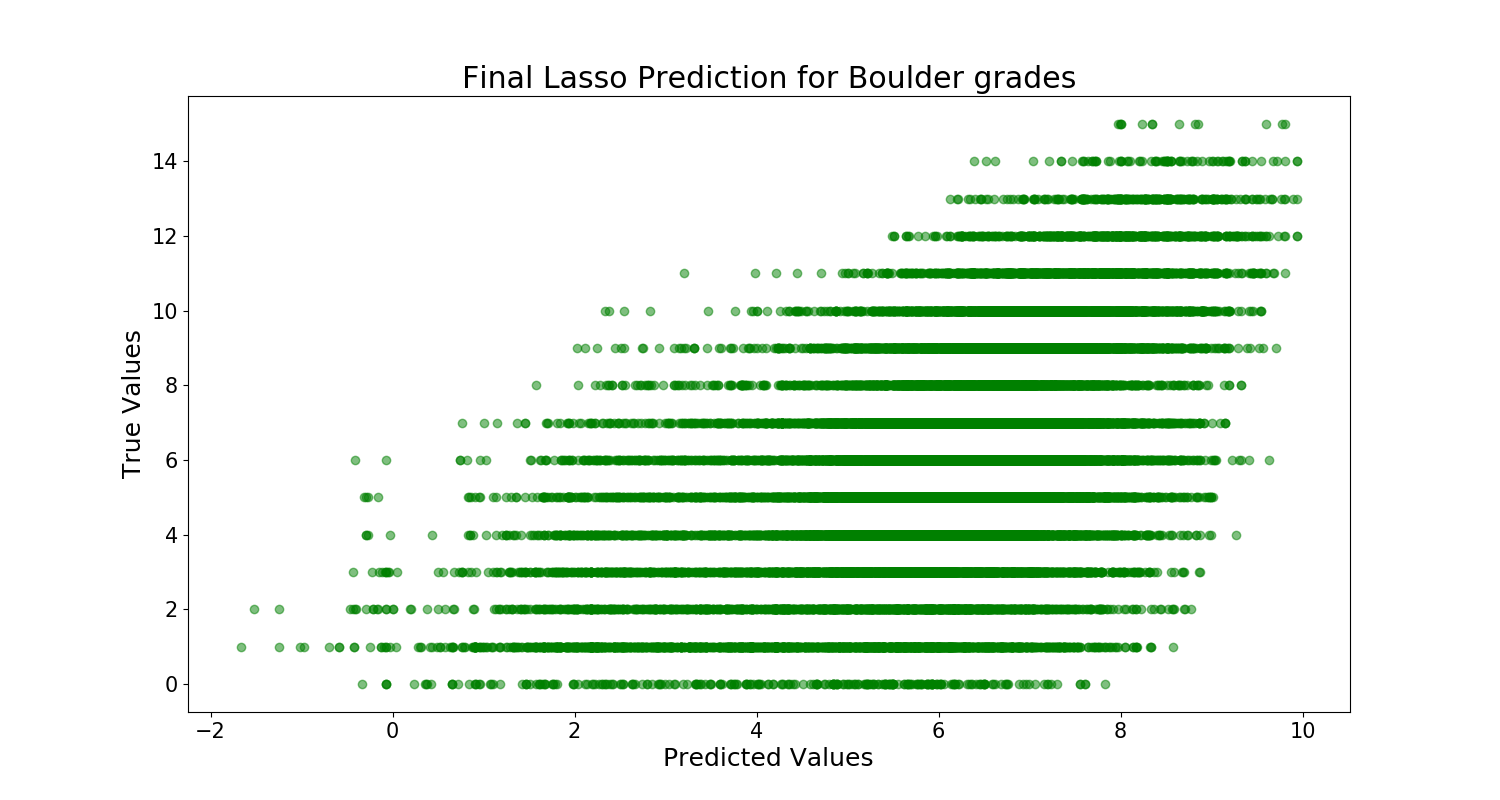 Final Lasso Prediction for Boulder grades
14
12
10
8
6
4
2
0
True Values
−2 0 2 4 6 8 10
Predicted Values